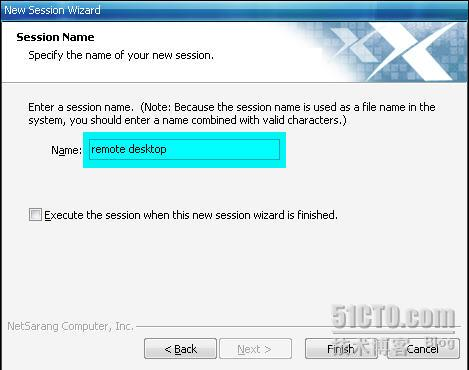 New Session Wizard
Session Name
Specify the name of your new session.
Enter a session name. (Note: Because the session name is used as a file name in the
system, you should enter a name combined with valid characters.)
Name: remote desktop
Execute the session when this new session wizard is finished.
NetSarang Computer, Inc.
51CTO.com
技术博客 Blog
< Back Next > Finish Cancel